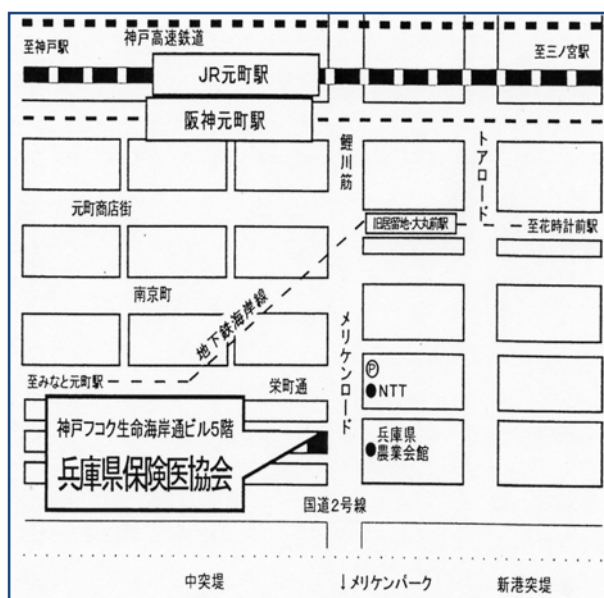 神戸高速鉄道
至神戸駅
至三ノ宮駅
JR元町駅
阪神元町駅
鯉川筋
トアロード
元町商店街
旧居留地・大丸前駅
至花時計前駅
南京町
地下鉄海岸線
メリケンロード
至みなと元町駅
栄町通
P
NTT
神戸フコク生命海岸通ビル5階
兵庫県保険医協会
兵庫県
農業会館
国道2号線
中突堤
↓メリケンパーク
新港突堤